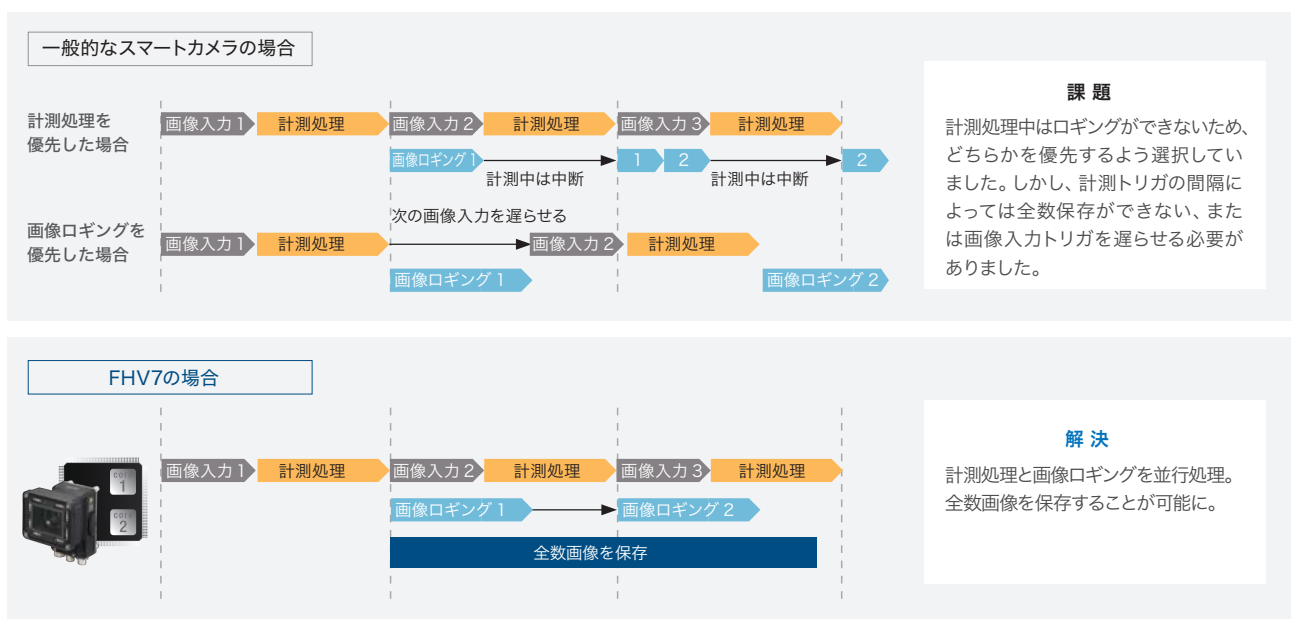 一般的なスマートカメラの場合
計測処理を
優先した場合
画像入力1
計測処理
画像入力2
計測処理
画像入力3
計測処理
画像ロギング1
計測中は中断
1
2
計測中は中断
2
画像ロギングを
優先した場合
次の画像入力を遅らせる
画像入力1
計測処理
画像入力2
計測処理
画像ロギング1
画像ロギング2
課題
計測処理中はロギングができないため、
どちらかを優先するよう選択してい
ました。しかし、計測トリガの間隔に
よっては全数保存ができない、また
は画像入力トリガを遅らせる必要が
ありました。
FHV7の場合
core
1
core
2
画像入力1
計測処理
画像入力2
計測処理
画像入力3
計測処理
画像ロギング1
画像ロギング2
全数画像を保存
解決
計測処理と画像ロギングを並行処理。
全数画像を保存することが可能に。